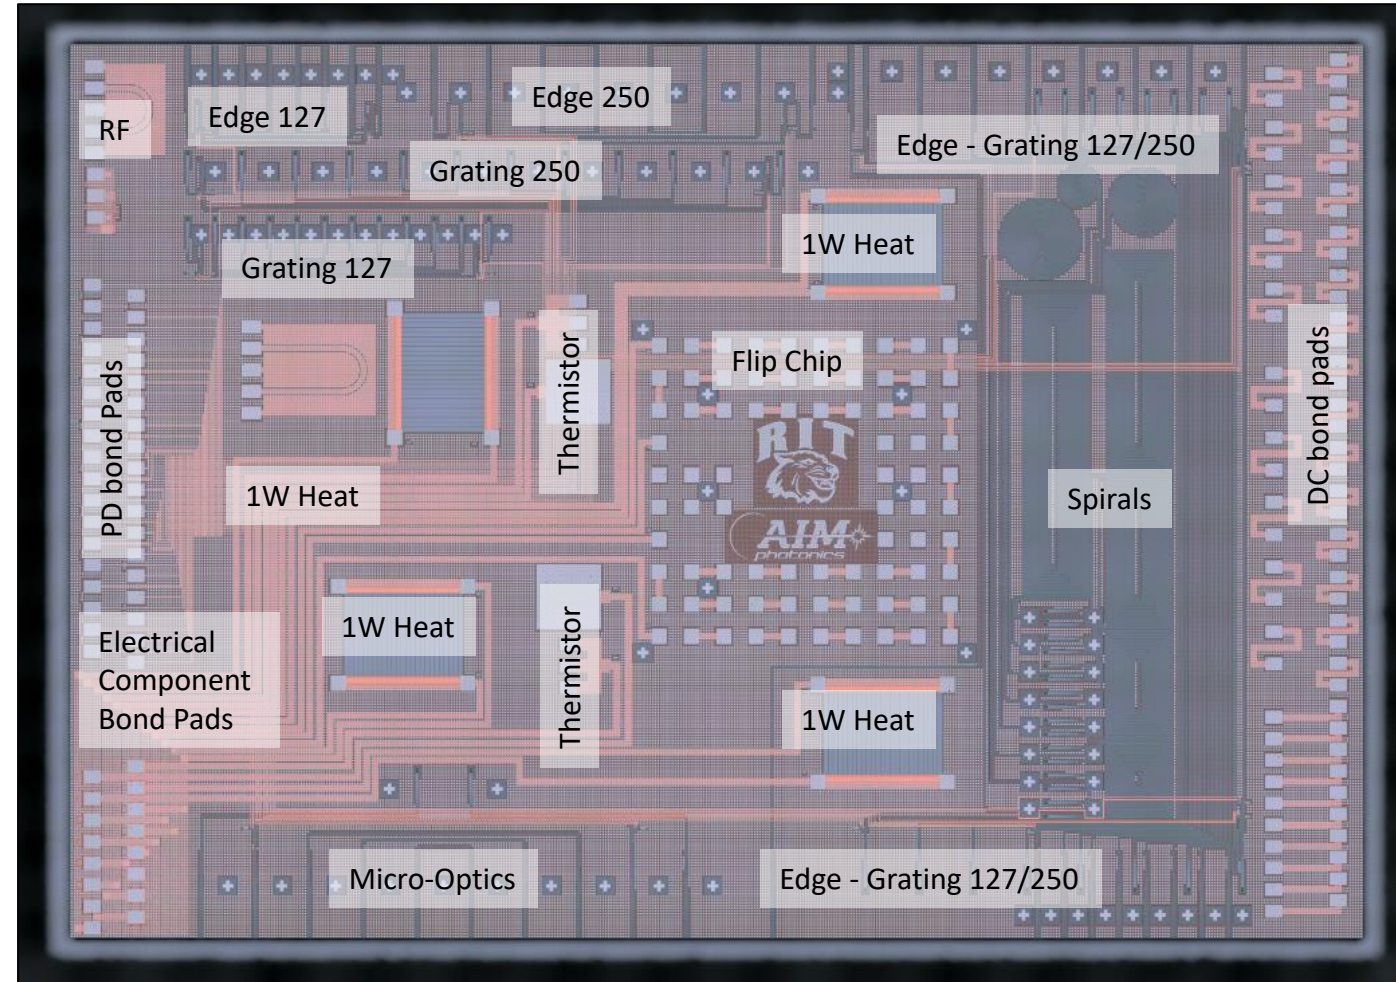 Edge 250
Edge 127
RF
Edge - Grating 127/250
Grating 250
1W Heat
Grating 127
Thermistor
Flip Chip
PD bond Pads
DC bond pads
RIT
1W Heat
Spirals
AIM
photonics
1W Heat
Electrical
Component
Bond Pads
Thermistor
1W Heat
Micro-Optics
Edge - Grating 127/250